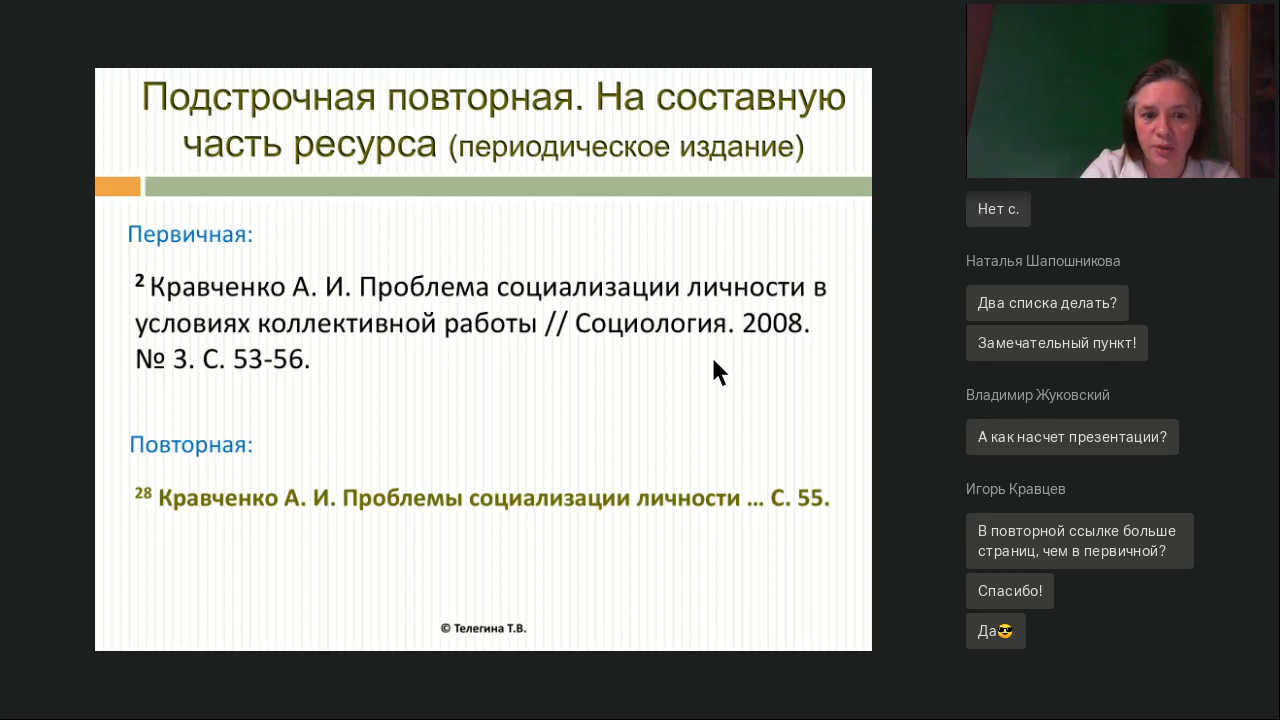 Подстрочная повторная. На составную
часть ресурса (периодическое издание)
Первичная:
2 Кравченко А. И. Проблема социализации личности в
условиях коллективной работы // Социология. 2008.
№ 3. С. 53-56.
Повторная:
28 Кравченко А. И. Проблемы социализации личности ... С. 55.
© Телегина Т.В.
Нет с.
Наталья Шапошникова
Два списка делать?
Замечательный пункт!
Владимир Жуковский
А как насчет презентации?
Игорь Кравцев
В повторной ссылке больше
страниц, чем в первичной?
Спасибо!
Да😎